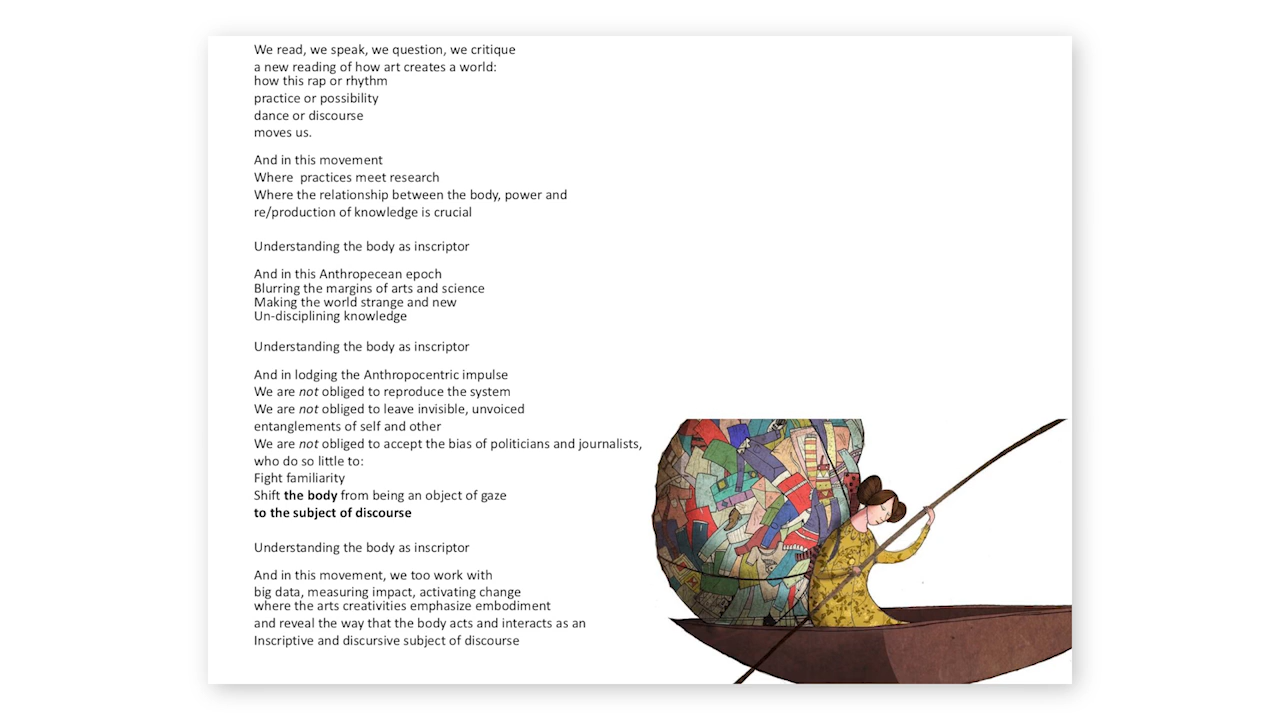 We read, we speak, we question, we critique
a new reading of how art creates a world:
how this rap or rhythm
practice or possibility
dance or discourse
moves us.
And in this movement
Where  practices meet research
Where the relationship between the body, power and
re/production of knowledge is crucial
Understanding the body as inscriptor
And in this Anthropecean epoch
Blurring the margins of arts and science
Making the world strange and new
Un-disciplining knowledge
Understanding the body as inscriptor
And in lodging the Anthropocentric impulse
We are not obliged to reproduce the system
We are not obliged to leave invisible, unvoiced
entanglements of self and other
We are not obliged to accept the bias of politicians and journalists,
who do so little to:
Fight familiarity
Shift the body from being an object of gaze
to the subject of discourse
Understanding the body as inscriptor
And in this movement, we too work with
big data, measuring impact, activating change
where the arts creativities emphasize embodiment
and reveal the way that the body acts and interacts as an
Inscriptive and discursive subject of discourse